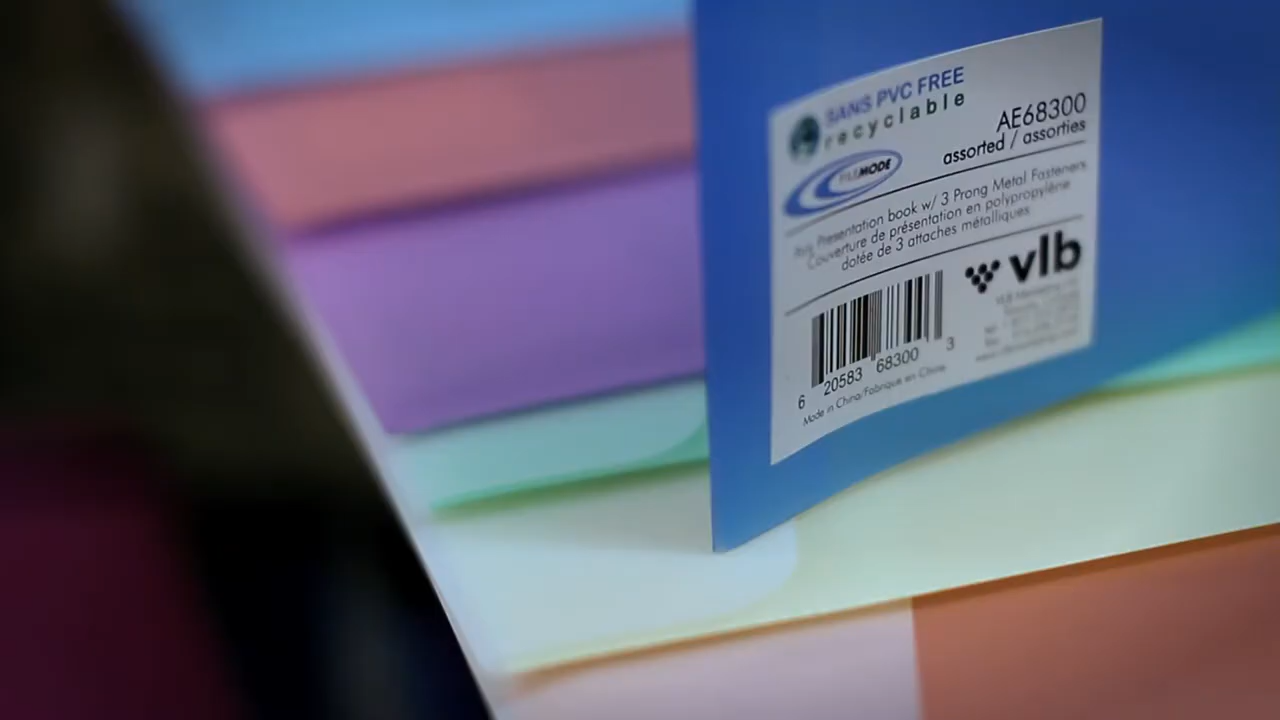 SANS PVC FREE
recyclable
AE68300
assorted / assorties
FILEMODE
Poly Presentation book w/ 3 Prong Metal Fasteners
Couverture de présentation en polypropylène
dotée de 3 attaches métalliques
vlb
6 20583 68300 3
Made in China/Fabriqué en Chine